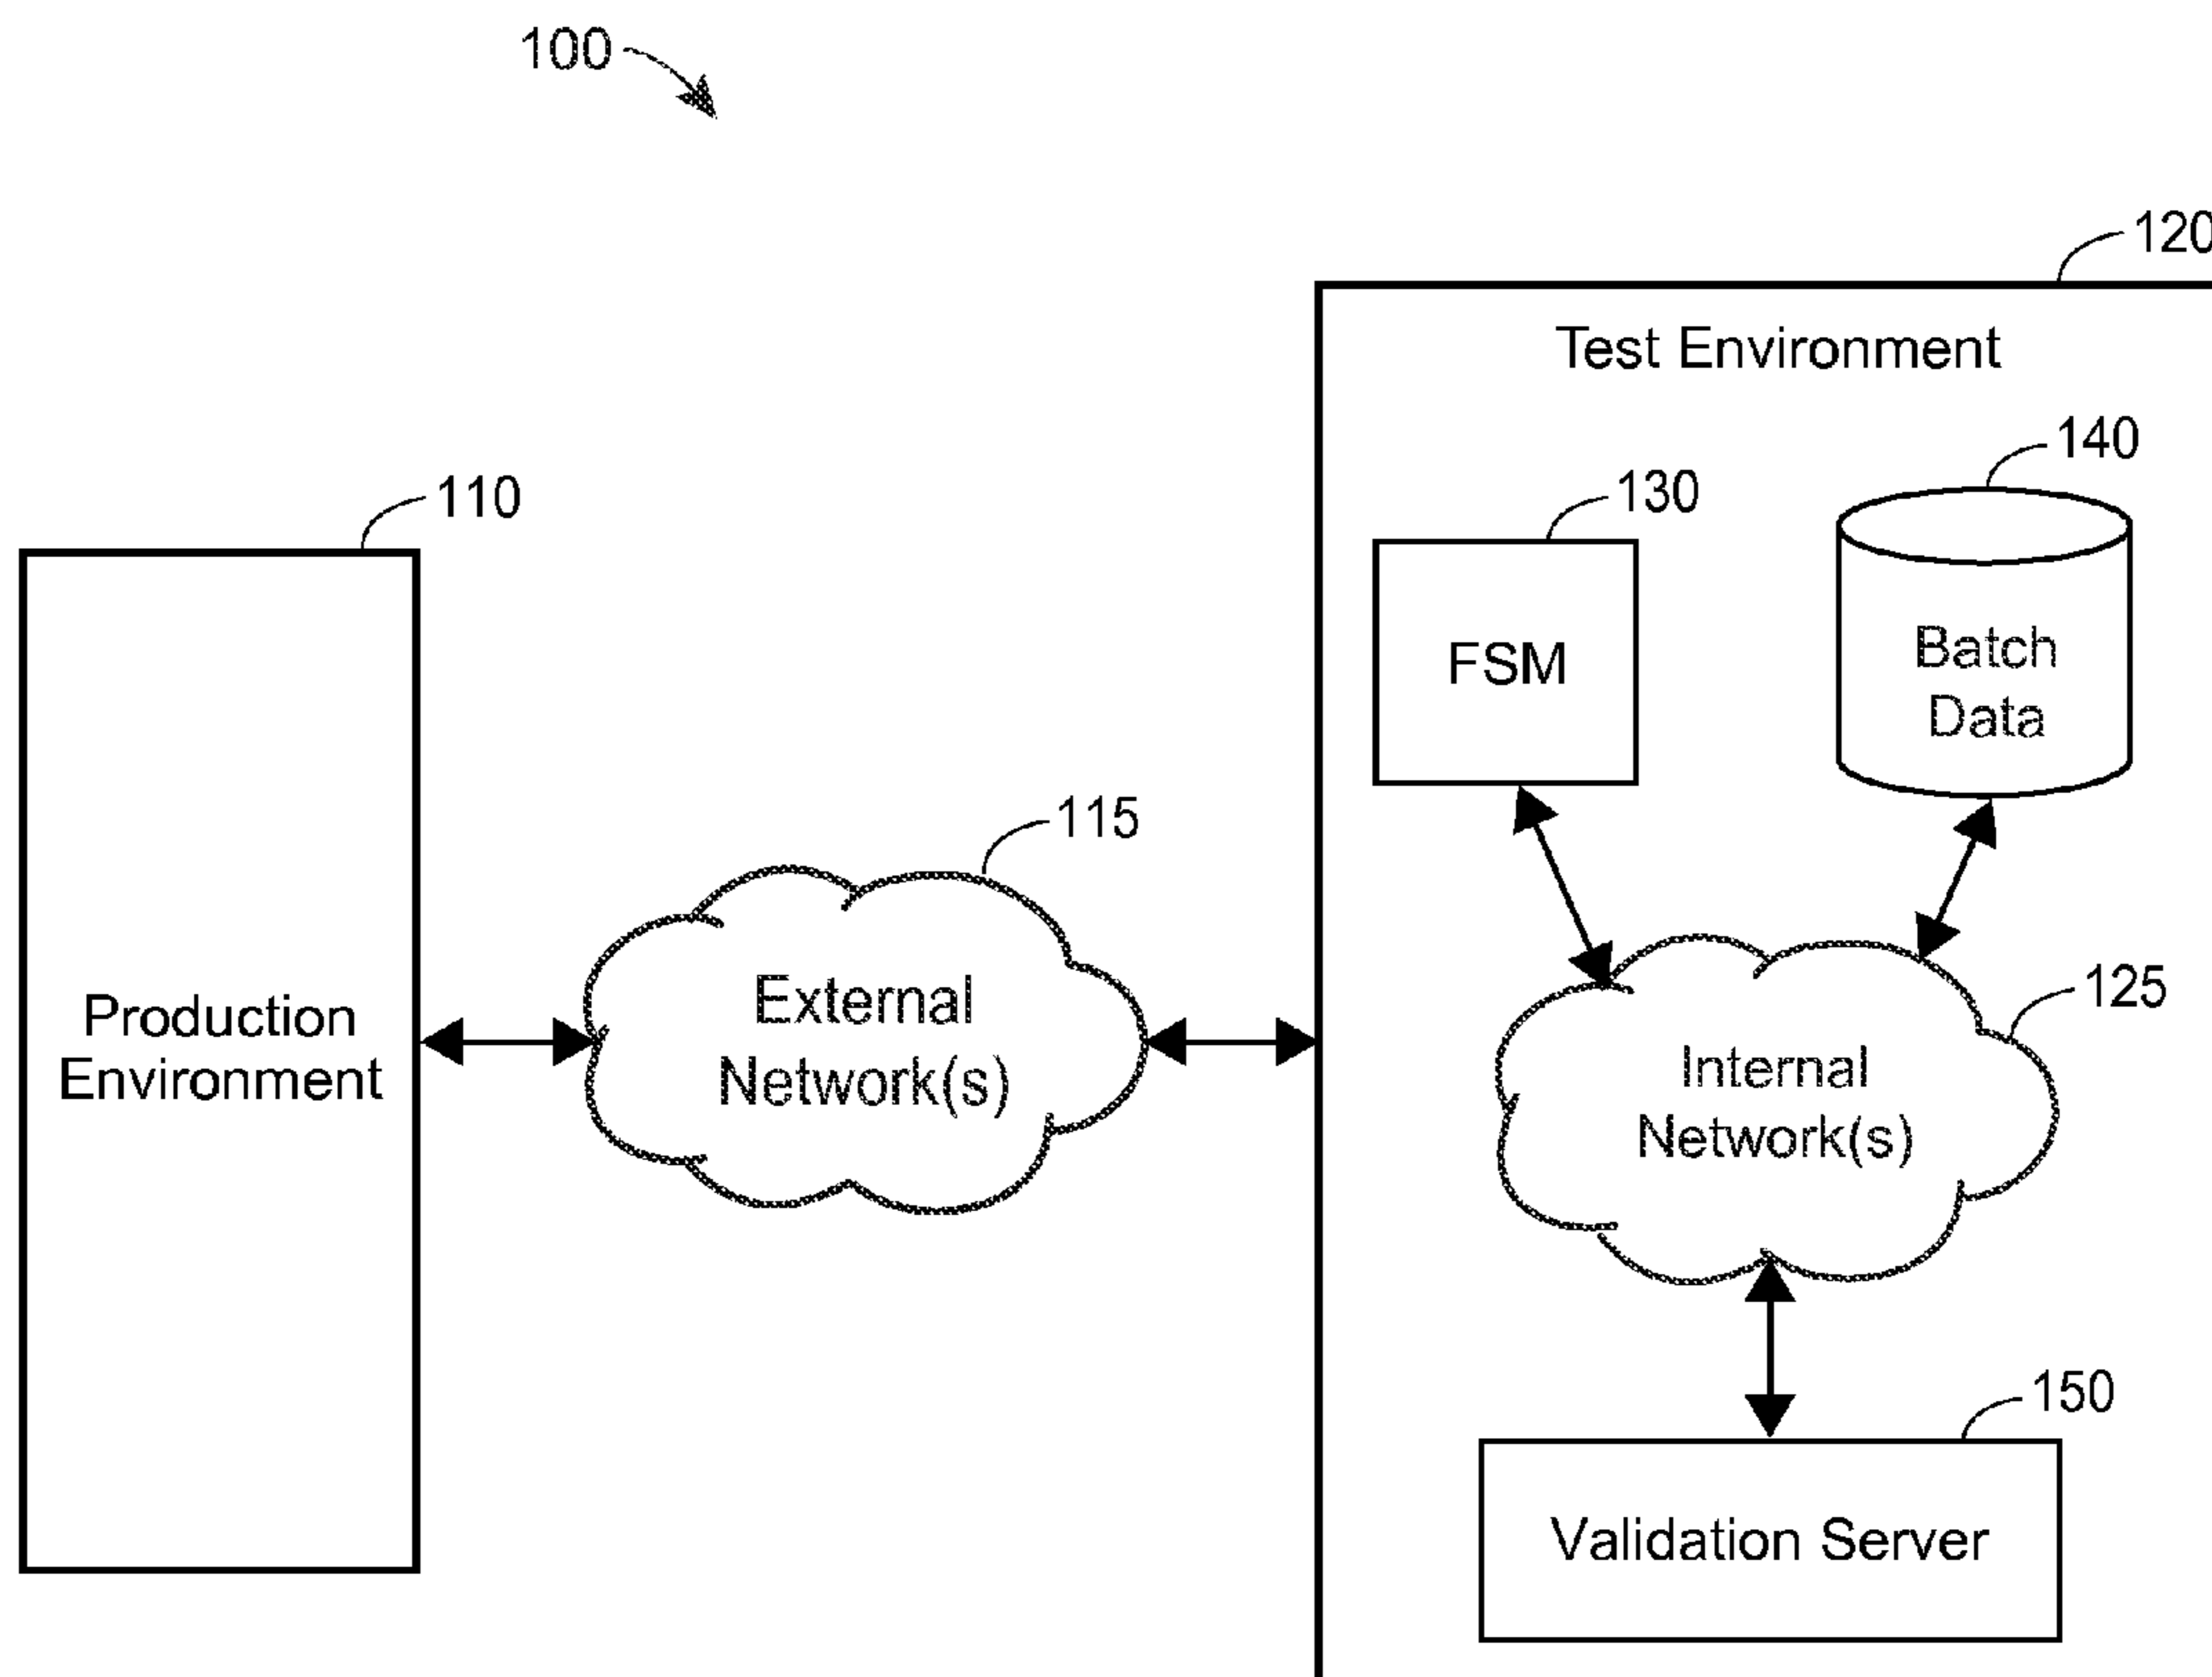 100
120
Test Environment
140
130
110
FSM
Batch
Data
115
125
External
Network(s)
Production
Environment
Internal
Network(s)
150
Validation Server